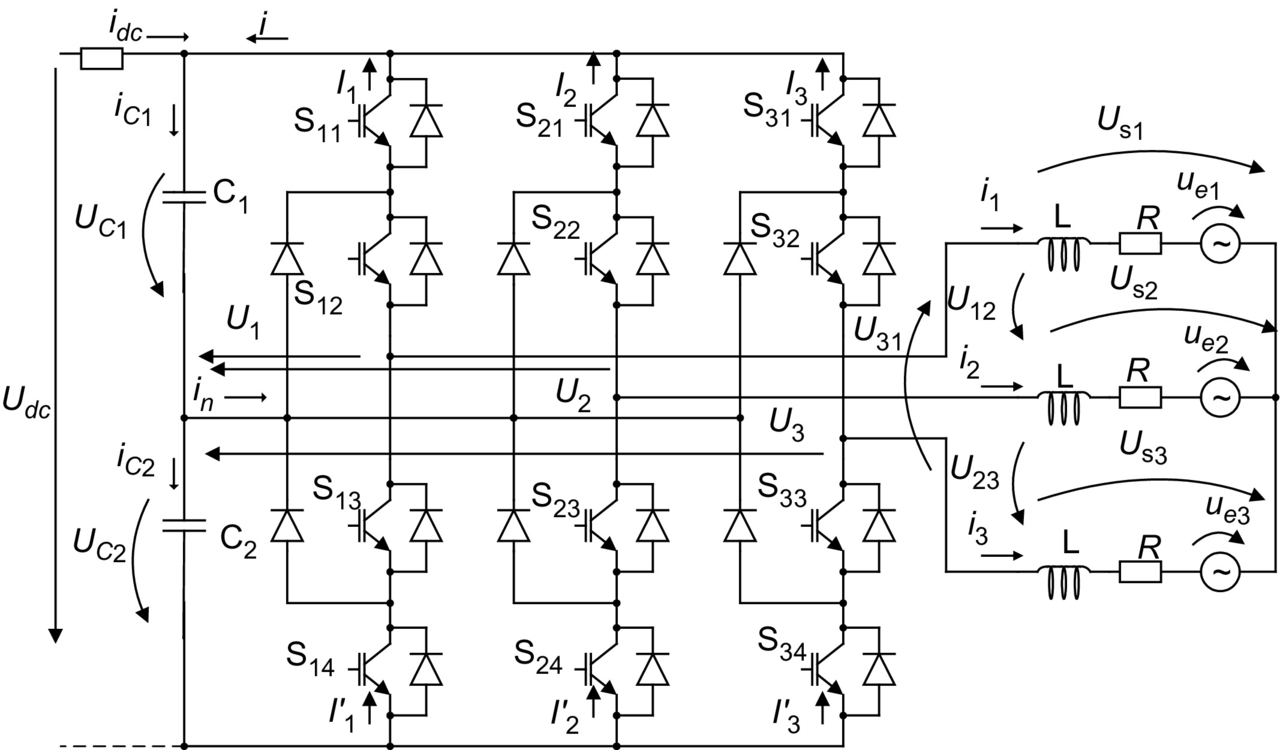 i_dc i
I_1 I_2 I_3
i_C1 S_11 S_21 S_31 U_s1
U_C1 C_1 i_1 L R u_e1
S_12 S_22 S_32 U_12 U_s2
U_1 U_31
U_dc i_n U_2 i_2 L R u_e2
U_3 U_s3
i_C2 S_13 S_23 S_33 U_23
U_C2 C_2 i_3 L R u_e3
S_14 S_24 S_34
I'_1 I'_2 I'_3